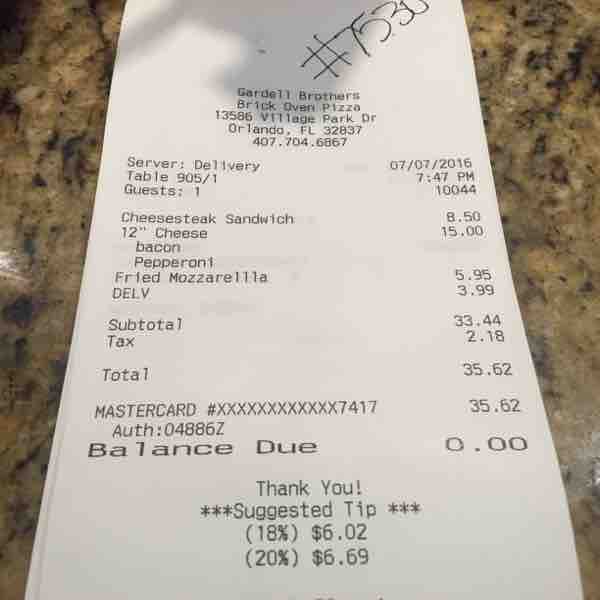 #7530
Gardell Brothers
Brick Oven Pizza
13586 Village Park Dr
Orlando, FL 32837
407.704.6867
Server: Delivery 07/07/2016
Table 905/1 7:47 PM
Guests: 1 10044
Cheesesteak Sandwich 8.50
12" Cheese 15.00
bacon
Pepperoni
Fried Mozzarellla 5.95
DELV 3.99
Subtotal 33.44
Tax 2.18
Total 35.62
MASTERCARD #XXXXXXXXXXXX7417 35.62
Auth:04886Z
Balance Due 0.00
Thank You!
***Suggested Tip ***
(18%) $6.02
(20%) $6.69